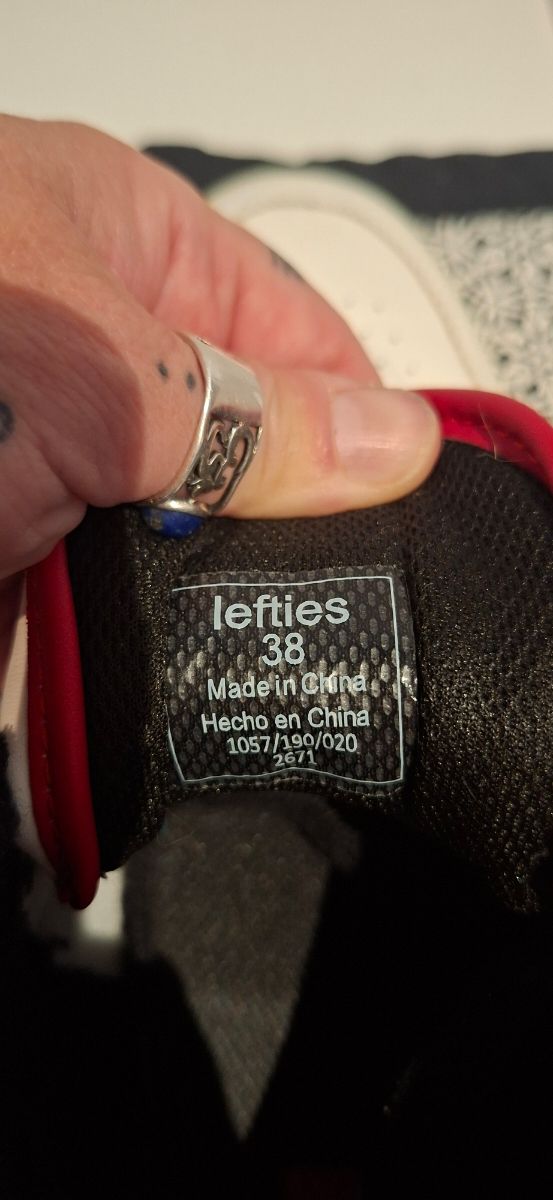 lefties
38
Made in China
Hecho en China
1057/190/020
2671